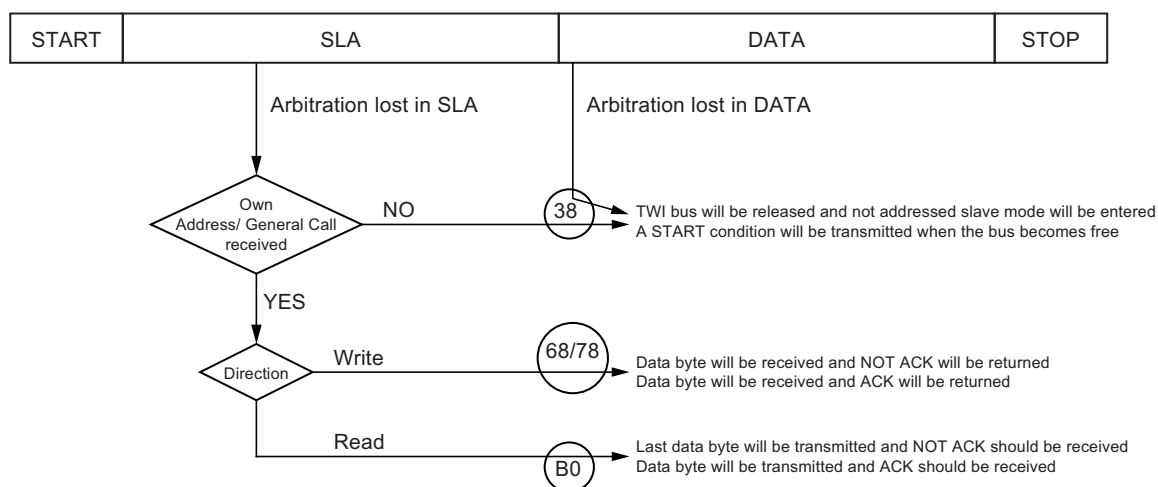 START SLA DATA STOP
Arbitration lost in SLA Arbitration lost in DATA
Own
Address/ General Call
received
NO
38
TWI bus will be released and not addressed slave mode will be entered
A START condition will be transmitted when the bus becomes free
YES
Direction
Write
68/78
Data byte will be received and NOT ACK will be returned
Data byte will be received and ACK will be returned
Read
B0
Last data byte will be transmitted and NOT ACK should be received
Data byte will be transmitted and ACK should be received